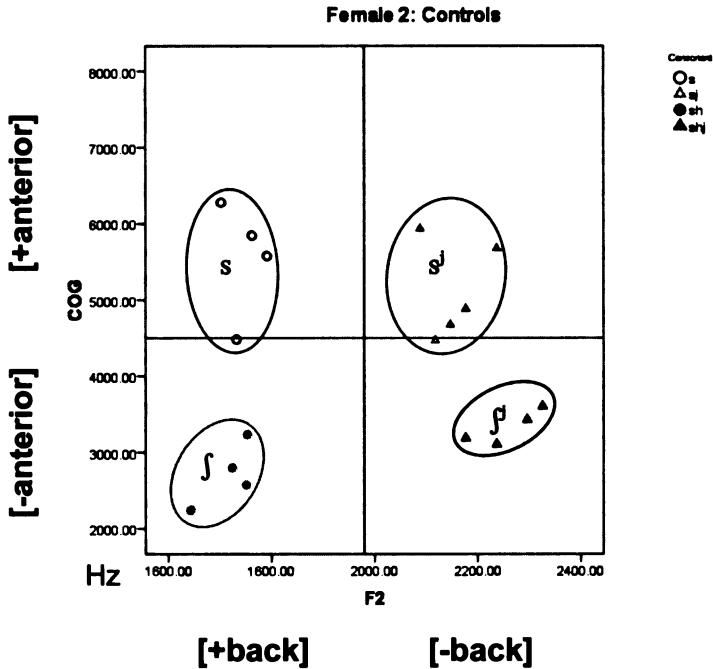 Female 2: Controls
Consonant
s
sj
sh
shj
8000.00
7000.00
6000.00
5000.00
4000.00
3000.00
2000.00
COG
[+anterior]
[-anterior]
s
sʲ
ʃ
ʃʲ
Hz
1600.00 1800.00 2000.00 2200.00 2400.00
F2
[+back] [-back]